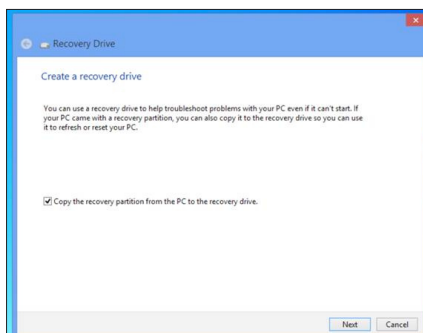 Recovery Drive
Create a recovery drive
You can use a recovery drive to help troubleshoot problems with your PC even if it can't start. If
your PC came with a recovery partition, you can also copy it to the recovery drive so you can use
it to refresh or reset your PC.
Copy the recovery partition from the PC to the recovery drive.
Next Cancel